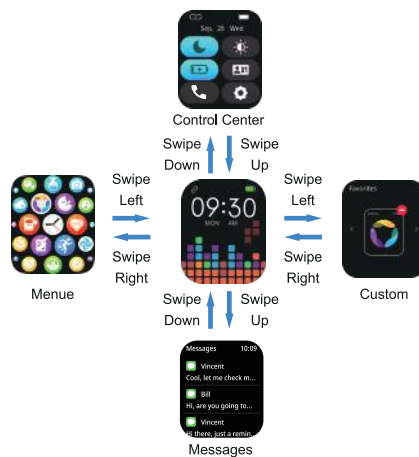 Sep, 28 Wed
Control Center
Swipe Swipe
Down Up
Swipe
Left
Swipe
Right
Menue
09:30
MON AM
Swipe
Left
Swipe
Right
Favorites
Custom
Swipe Swipe
Down Up
Messages 10:09
Vincent
Cool, let me check m...
Bill
Hi, are you going to...
Vincent
Hi there, just a remin.
Messages